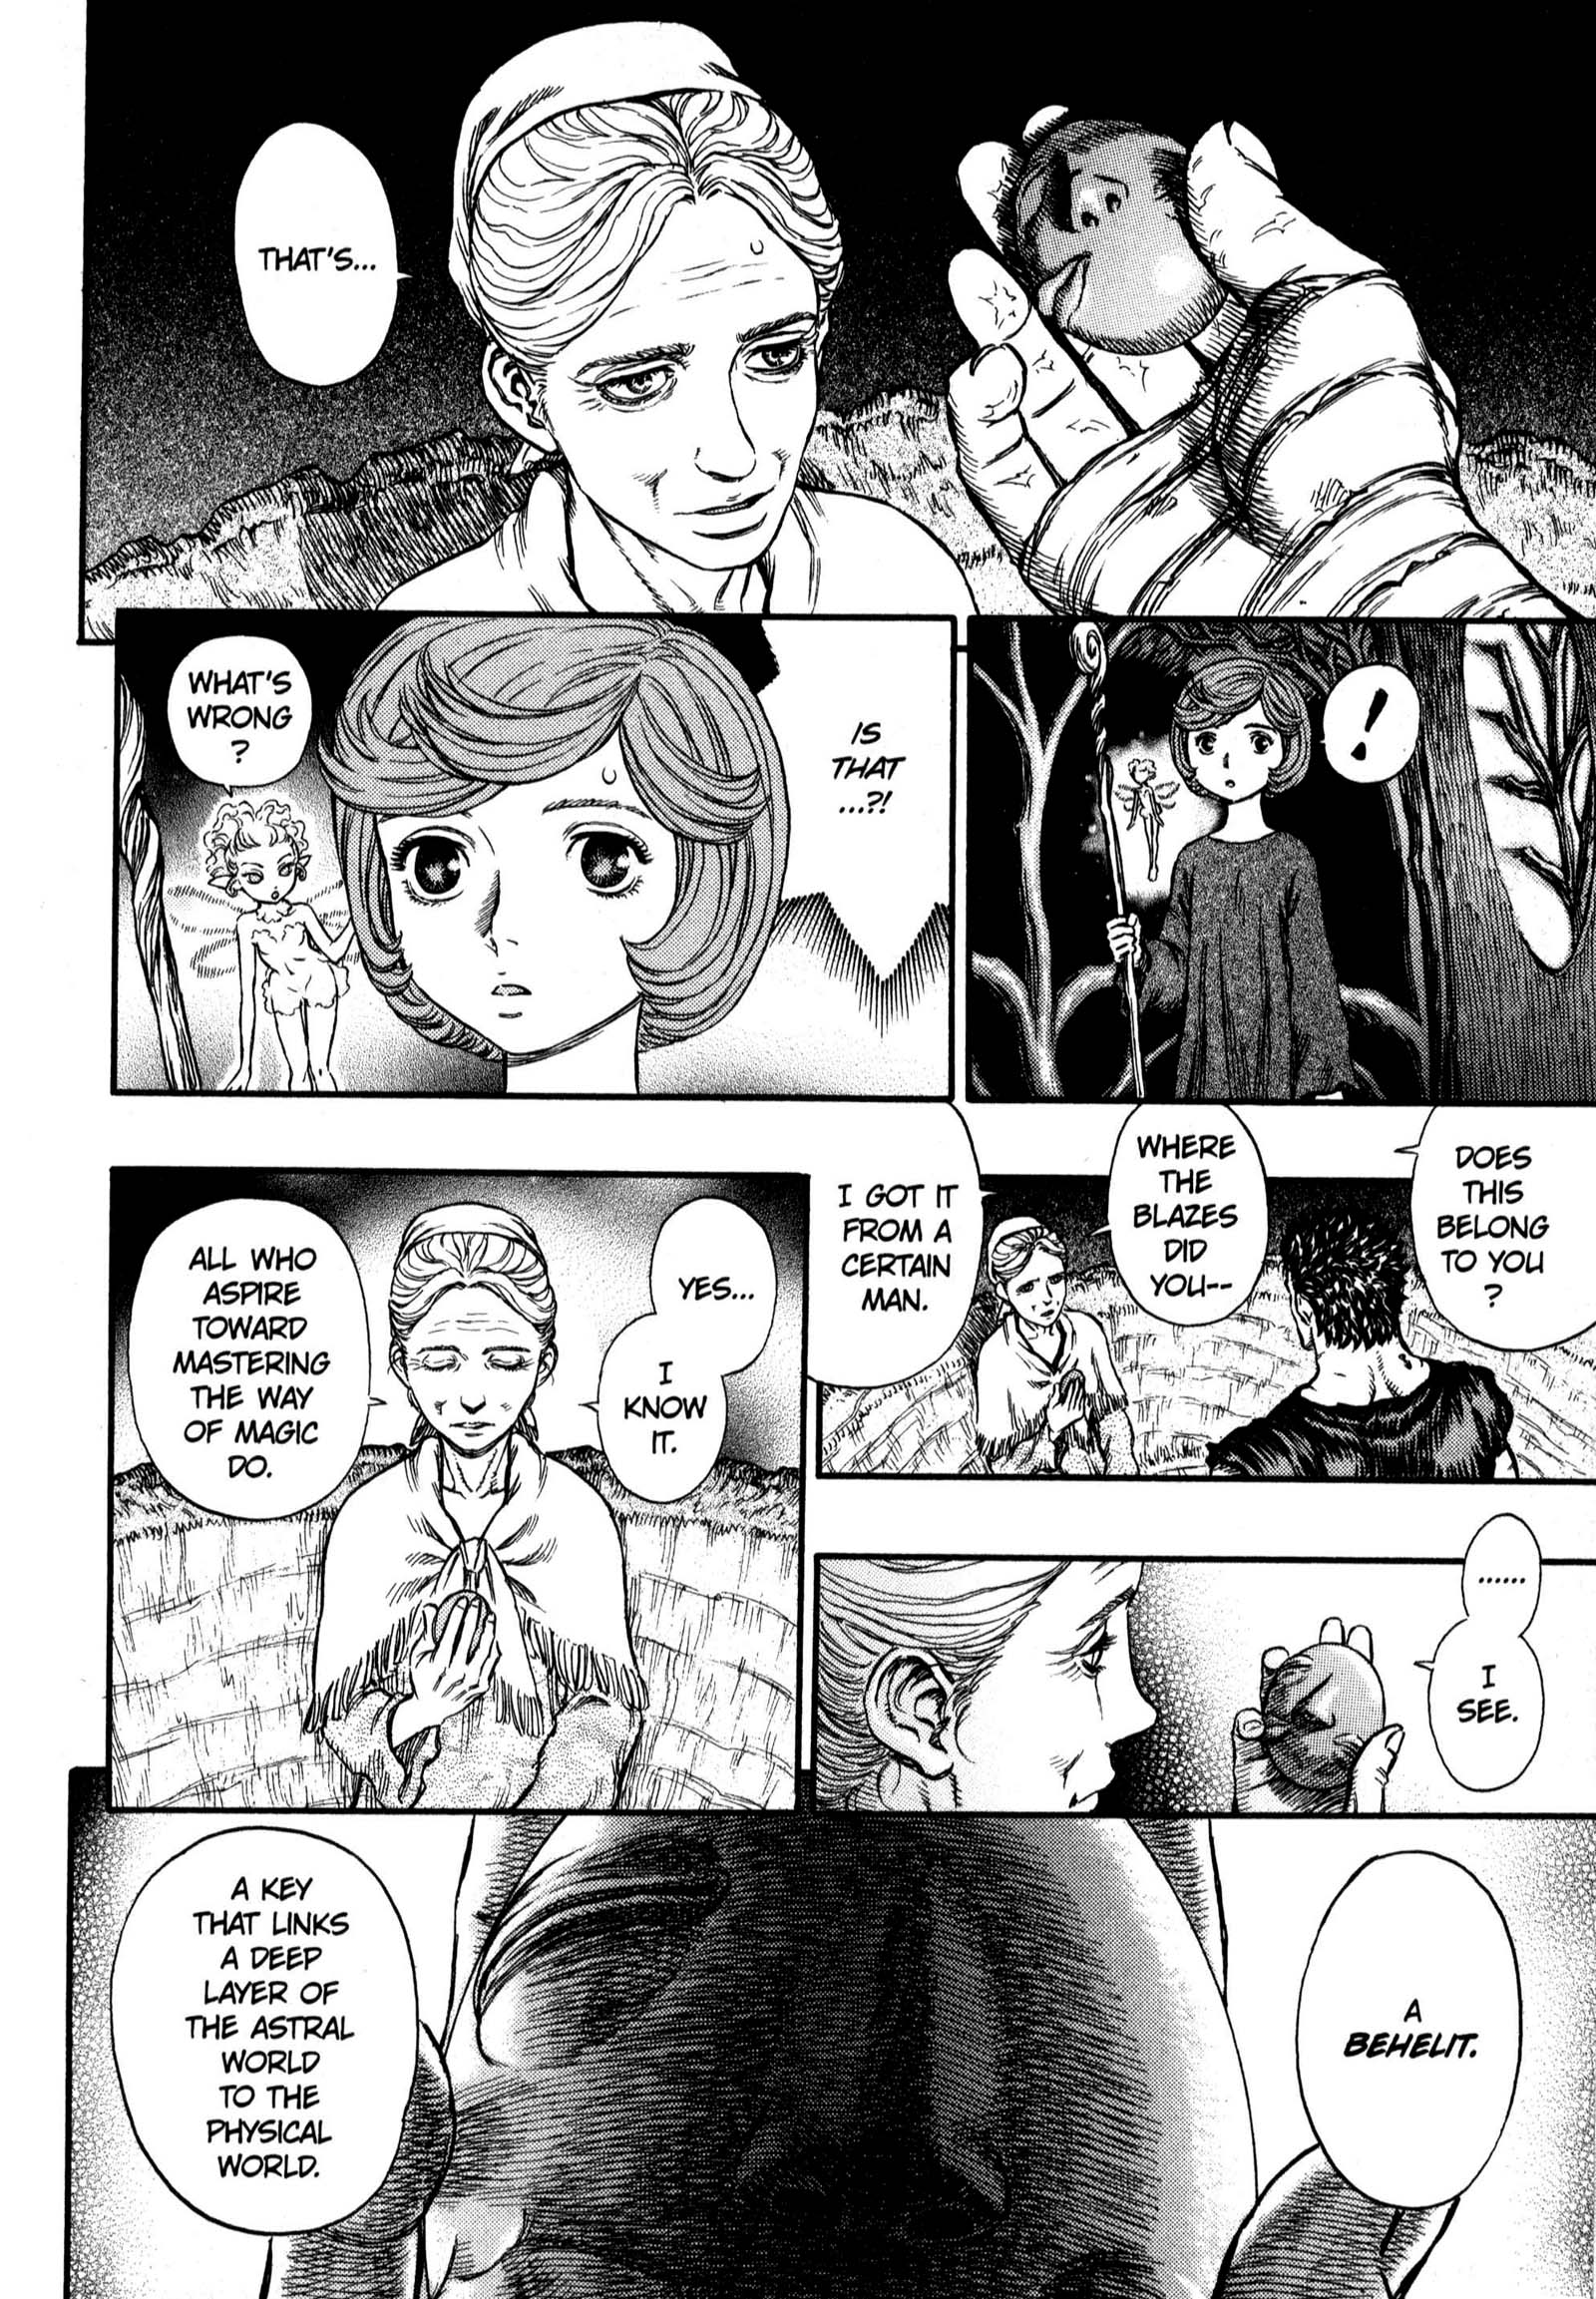 THAT'S...
!
IS
THAT
...?!
WHAT'S
WRONG
?
DOES
THIS
BELONG
TO YOU
?
WHERE
THE
BLAZES
DID
YOU--
I GOT IT
FROM A
CERTAIN
MAN.
......
I
SEE.
YES...
I
KNOW
IT.
ALL WHO
ASPIRE
TOWARD
MASTERING
THE WAY
OF MAGIC
DO.
A
BEHELIT.
A KEY
THAT LINKS
A DEEP
LAYER OF
THE ASTRAL
WORLD
TO THE
PHYSICAL
WORLD.